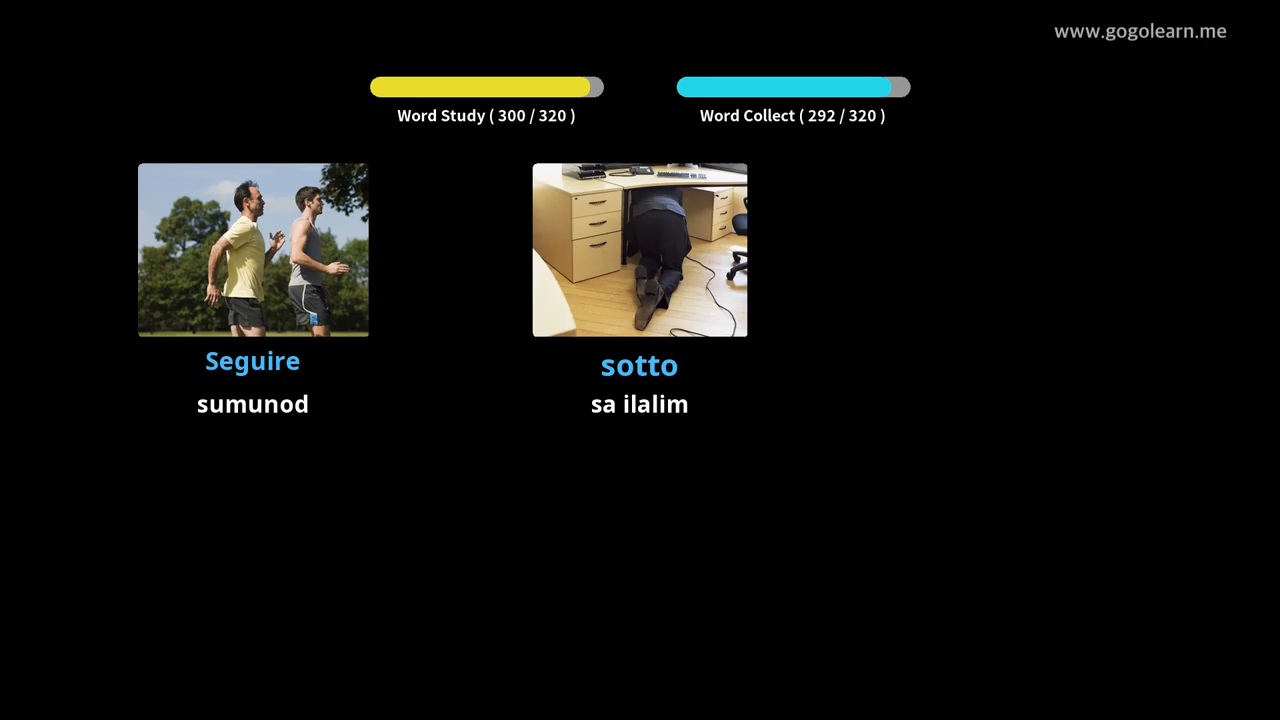 www.gogolearn.me
Word Study ( 300 / 320 )
Word Collect ( 292 / 320 )
Seguire
sumunod
sotto
sa ilalim